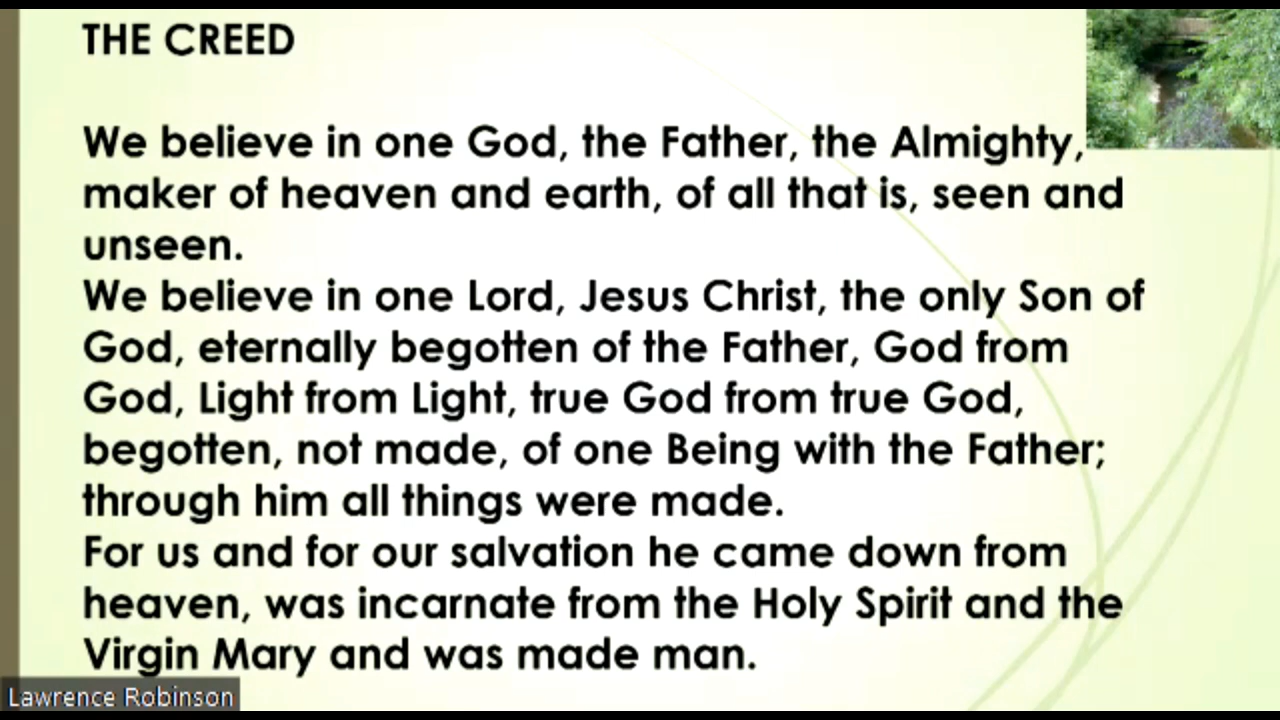 THE CREED
We believe in one God, the Father, the Almighty,
maker of heaven and earth, of all that is, seen and
unseen.
We believe in one Lord, Jesus Christ, the only Son of
God, eternally begotten of the Father, God from
God, Light from Light, true God from true God,
begotten, not made, of one Being with the Father;
through him all things were made.
For us and for our salvation he came down from
heaven, was incarnate from the Holy Spirit and the
Virgin Mary and was made man.
Lawrence Robinson